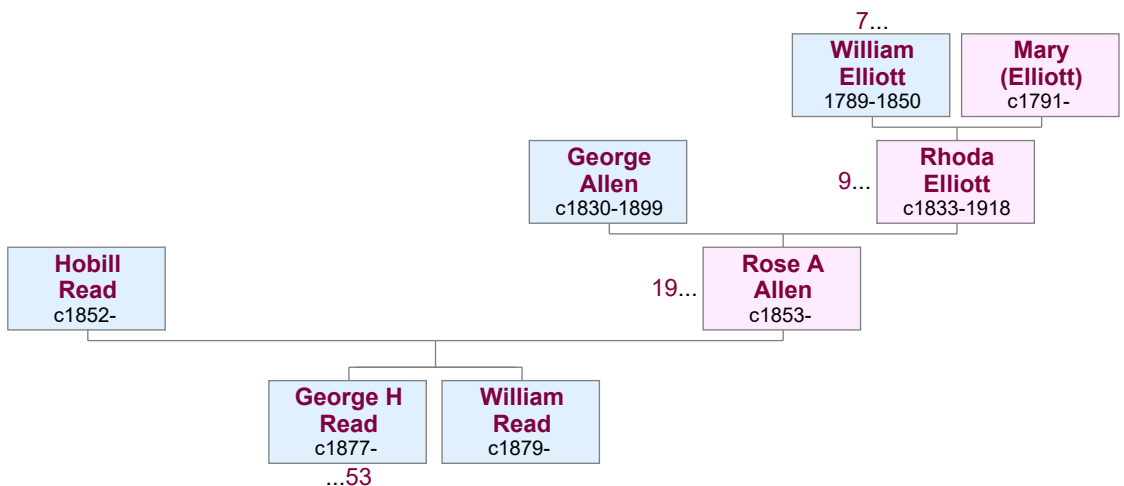 7...
William
Elliott
1789-1850
Mary
(Elliott)
c1791-
George
Allen
c1830-1899
9...
Rhoda
Elliott
c1833-1918
Hobill
Read
c1852-
19...
Rose A
Allen
c1853-
George H
Read
c1877-
William
Read
c1879-
...53